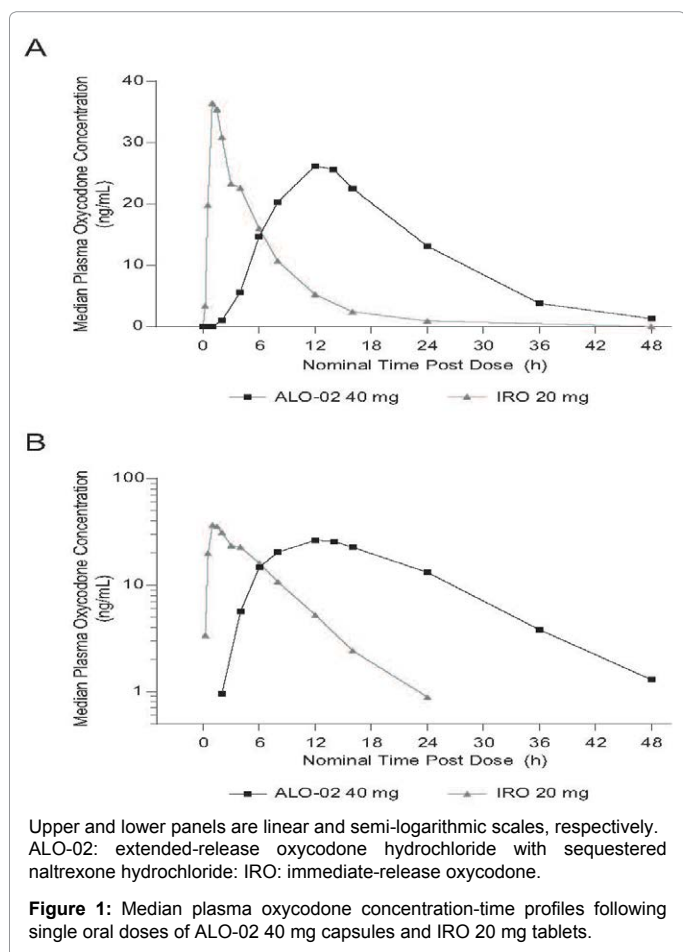 A
Median Plasma Oxycodone Concentration
(ng/mL)
40
30
20
10
0
0 6 12 18 24 30 36 42 48
Nominal Time Post Dose (h)
ALO-02 40 mg IRO 20 mg
B
Median Plasma Oxycodone Concentration
(ng/mL)
100
10
1
0 6 12 18 24 30 36 42 48
Nominal Time Post Dose (h)
ALO-02 40 mg IRO 20 mg
Upper and lower panels are linear and semi-logarithmic scales, respectively.
ALO-02: extended-release oxycodone hydrochloride with sequestered
naltrexone hydrochloride: IRO: immediate-release oxycodone.
Figure 1: Median plasma oxycodone concentration-time profiles following
single oral doses of ALO-02 40 mg capsules and IRO 20 mg tablets.